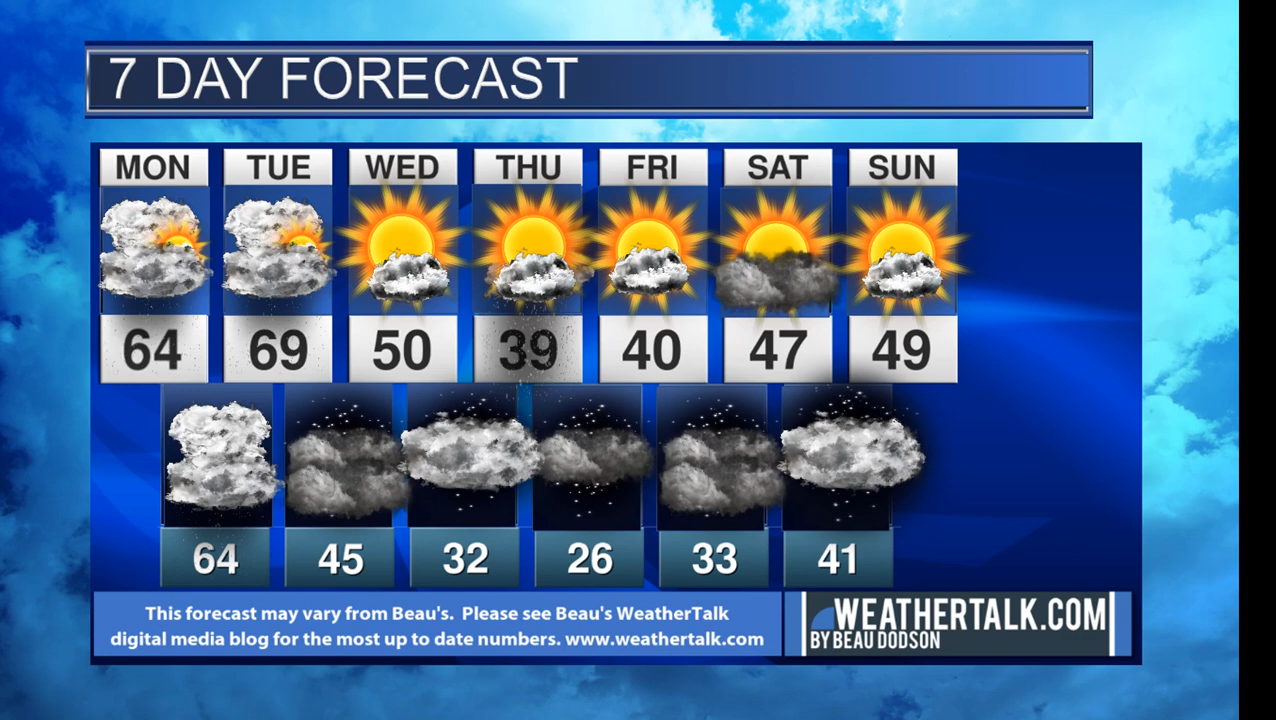 7 DAY FORECAST
MON TUE WED THU FRI SAT SUN
64 69 50 39 40 47 49
64 45 32 26 33 41
This forecast may vary from Beau's. Please see Beau's WeatherTalk
digital media blog for the most up to date numbers. www.weathertalk.com
WEATHERTALK.COM
BY BEAU DODSON